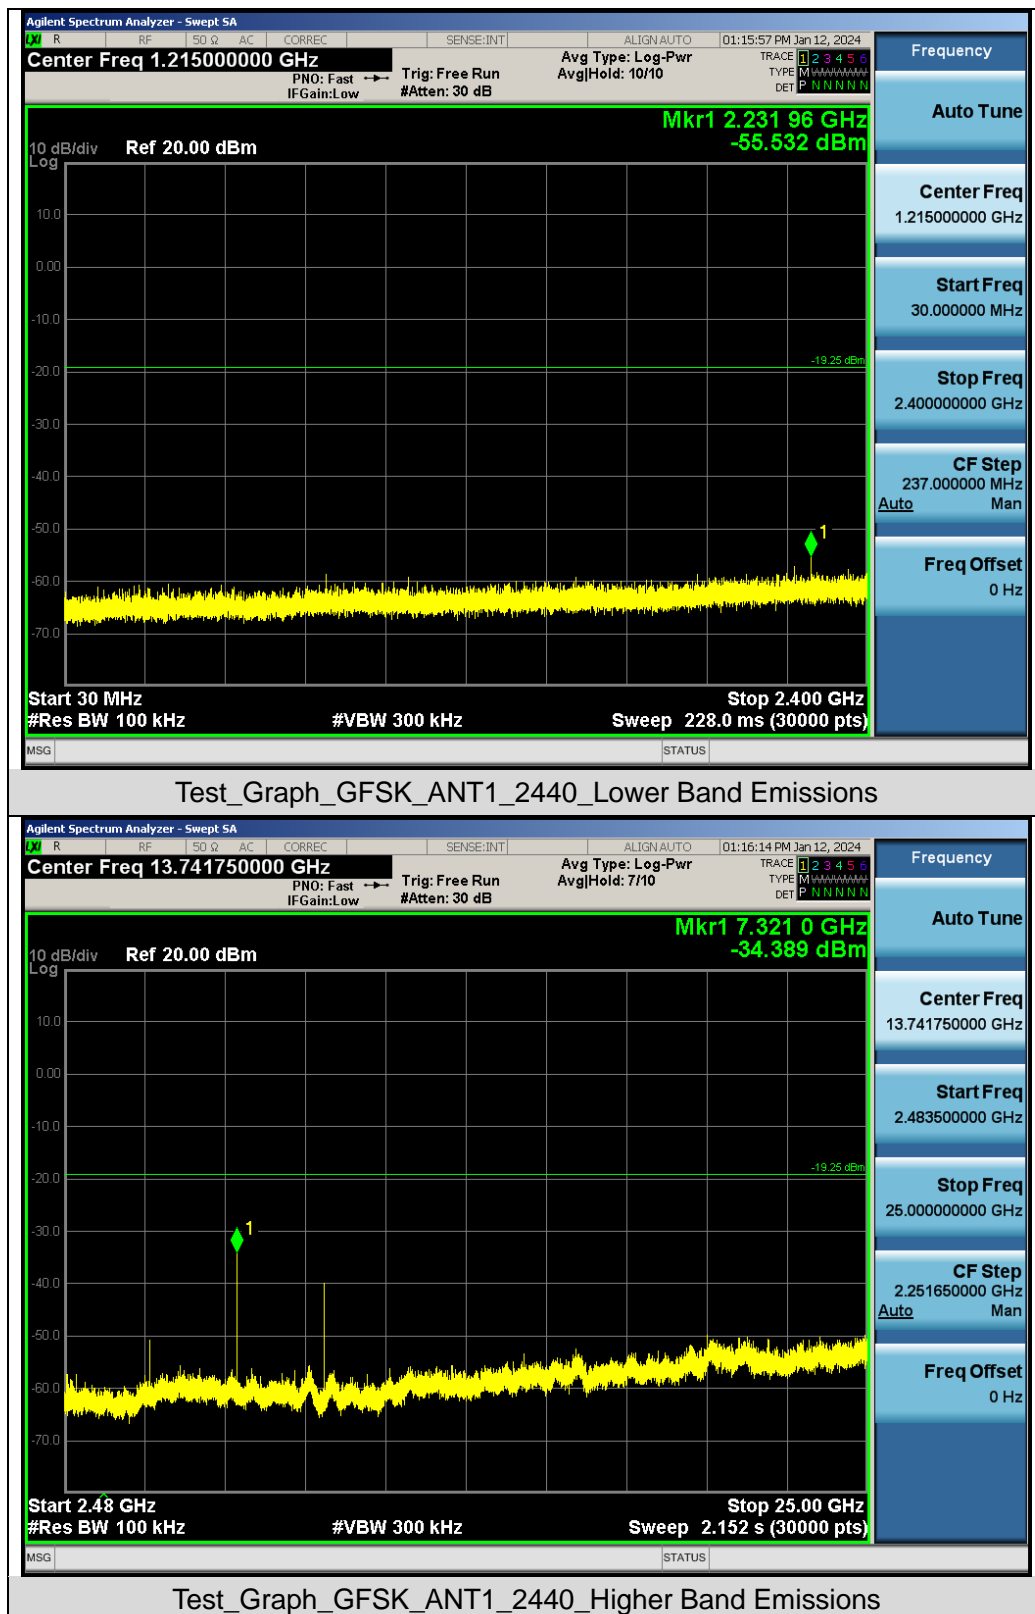 Agilent Spectrum Analyzer - Swept SA
LXI R RF 50 Ω AC CORREC SENSE:INT ALIGN AUTO 01:15:57 PM Jan 12, 2024
Center Freq 1.215000000 GHz
PNO: Fast
IFGain:Low
Trig: Free Run
#Atten: 30 dB
Avg Type: Log-Pwr
Avg|Hold: 10/10
TRACE 1 2 3 4 5 6
TYPE M
DET P N N N N N
Mkr1 2.231 96 GHz
-55.532 dBm
10 dB/div Ref 20.00 dBm
Log
10.0
0.00
-10.0
-19.25 dBm
-20.0
-30.0
-40.0
-50.0
1
-60.0
-70.0
Start 30 MHz Stop 2.400 GHz
#Res BW 100 kHz #VBW 300 kHz Sweep 228.0 ms (30000 pts)
MSG STATUS
Frequency
Auto Tune
Center Freq
1.215000000 GHz
Start Freq
30.000000 MHz
Stop Freq
2.400000000 GHz
CF Step
237.000000 MHz
Auto Man
Freq Offset
0 Hz
Test_Graph_GFSK_ANT1_2440_Lower Band Emissions
Agilent Spectrum Analyzer - Swept SA
LXI R RF 50 Ω AC CORREC SENSE:INT ALIGN AUTO 01:16:14 PM Jan 12, 2024
Center Freq 13.741750000 GHz
PNO: Fast
IFGain:Low
Trig: Free Run
#Atten: 30 dB
Avg Type: Log-Pwr
Avg|Hold: 7/10
TRACE 1 2 3 4 5 6
TYPE M
DET P N N N N N
Mkr1 7.321 0 GHz
-34.389 dBm
10 dB/div Ref 20.00 dBm
Log
10.0
0.00
-10.0
-19.25 dBm
-20.0
-30.0
1
-40.0
-50.0
-60.0
-70.0
Start 2.48 GHz Stop 25.00 GHz
#Res BW 100 kHz #VBW 300 kHz Sweep 2.152 s (30000 pts)
MSG STATUS
Frequency
Auto Tune
Center Freq
13.741750000 GHz
Start Freq
2.483500000 GHz
Stop Freq
25.000000000 GHz
CF Step
2.251650000 GHz
Auto Man
Freq Offset
0 Hz
Test_Graph_GFSK_ANT1_2440_Higher Band Emissions